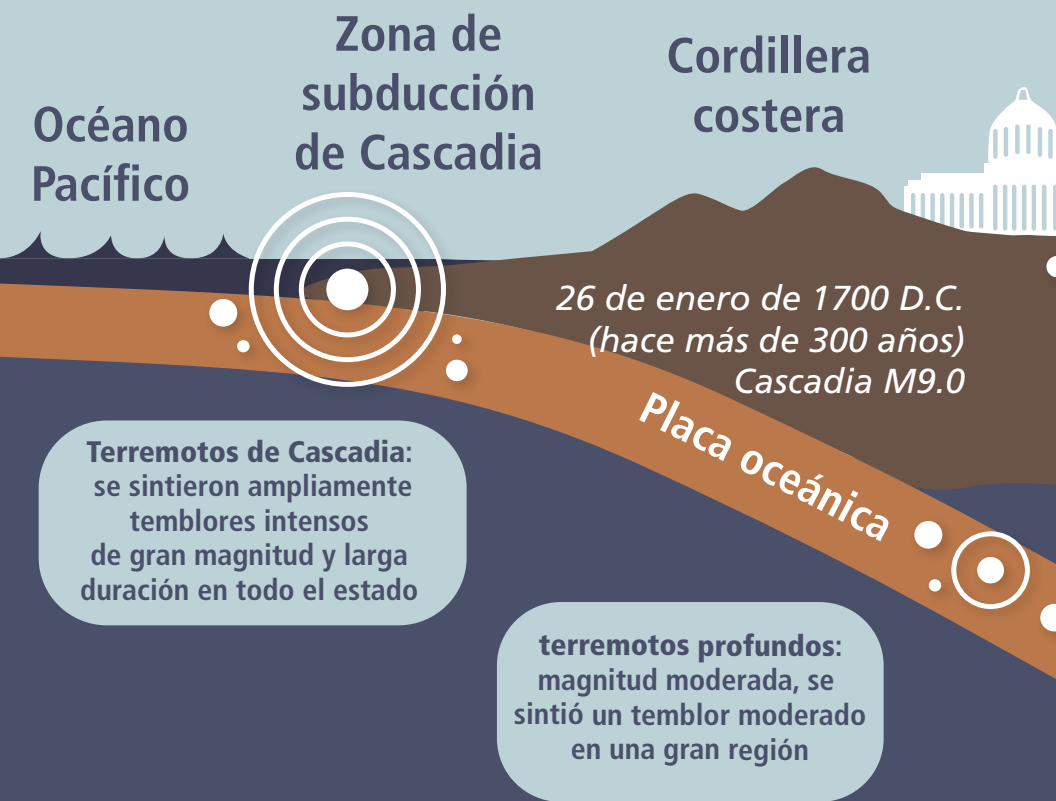 Océano
Pacífico
Zona de
subducción
de Cascadia
Cordillera
costera
26 de enero de 1700 D.C.
(hace más de 300 años)
Cascadia M9.0
Placa oceánica
Terremotos de Cascadia:
se sintieron ampliamente
temblores intensos
de gran magnitud y larga
duración en todo el estado
terremotos profundos:
magnitud moderada, se
sintió un temblor moderado
en una gran región